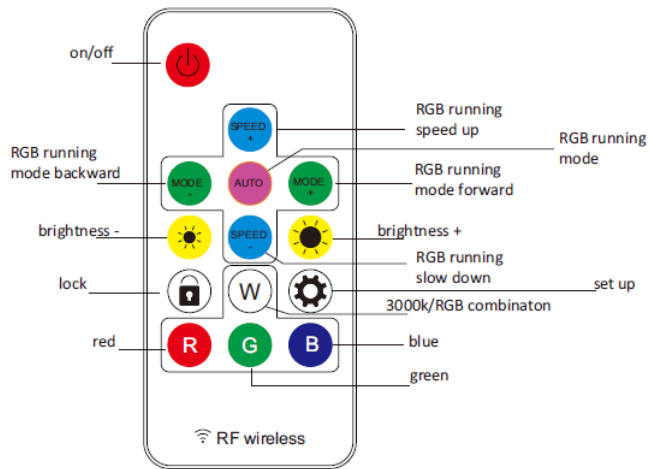 on/off
SPEED
+
RGB running
speed up
RGB running
mode
RGB running
mode backward
MODE
-
AUTO
MODE
+
RGB running
mode forward
brightness -
SPEED
-
brightness +
RGB running
slow down
lock
W
set up
3000k/RGB combinaton
red
R
G
B
blue
green
RF wireless